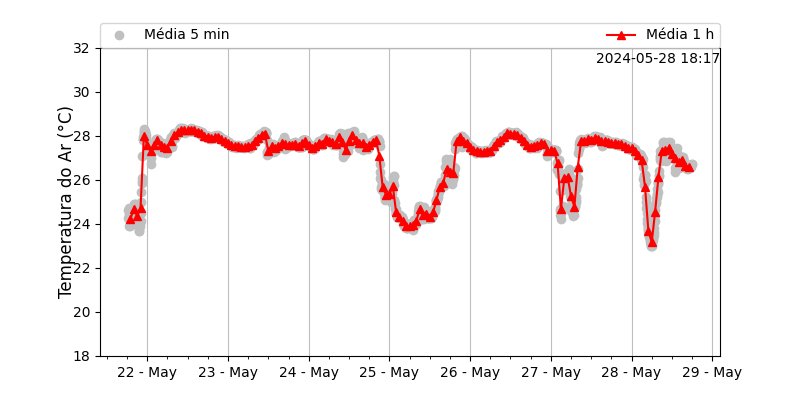 Média 5 min
Média 1 h
2024-05-28 18:17
Temperatura do Ar (°C)
32
30
28
26
24
22
20
18
22 - May
23 - May
24 - May
25 - May
26 - May
27 - May
28 - May
29 - May